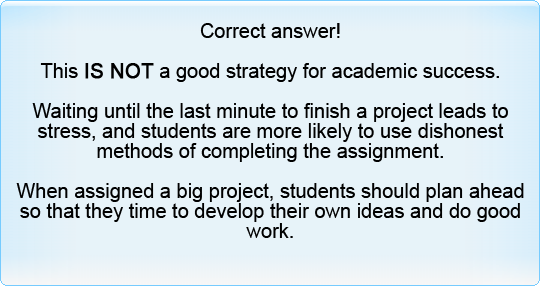 Correct answer!
This IS NOT a good strategy for academic success.
Waiting until the last minute to finish a project leads to
stress, and students are more likely to use dishonest
methods of completing the assignment.
When assigned a big project, students should plan ahead
so that they time to develop their own ideas and do good
work.